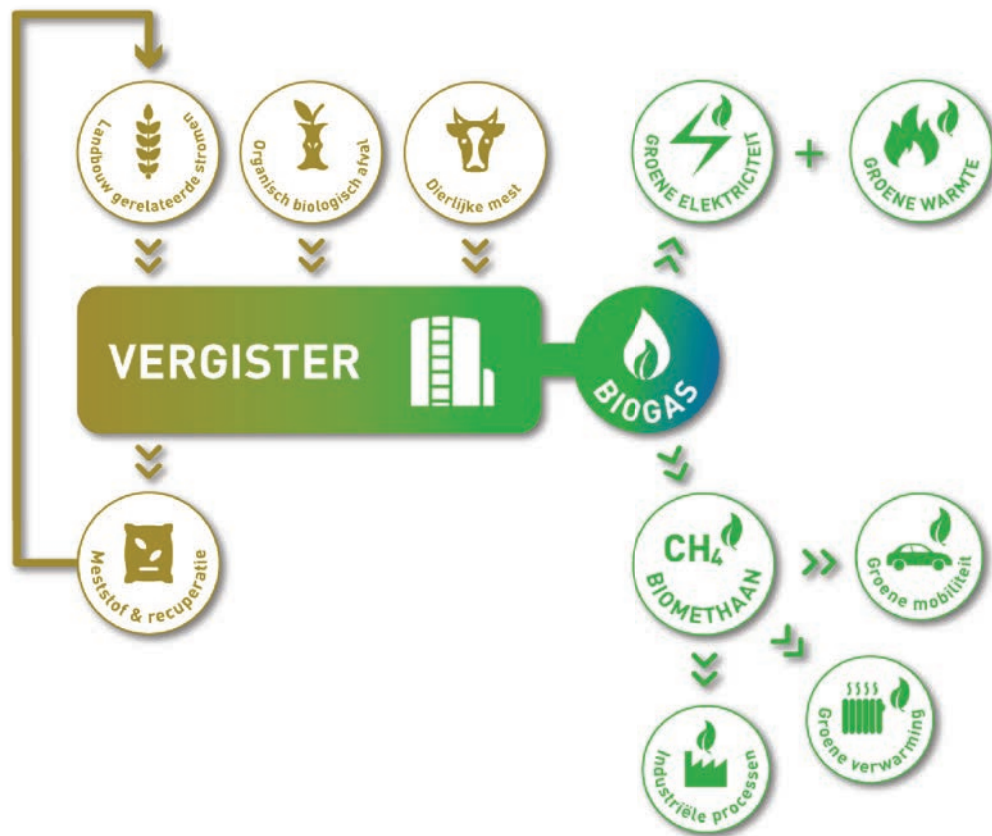 Landbouw gerelateerde stromen
Organisch biologisch afval
Dierlijke mest
GROENE ELEKTRICITEIT
+
GROENE WARMTE
VERGISTER
BIOGAS
Meststof & recuperatie
CH₄
BIOMETHAAN
Groene mobiliteit
Groene verwarming
Industriële processen